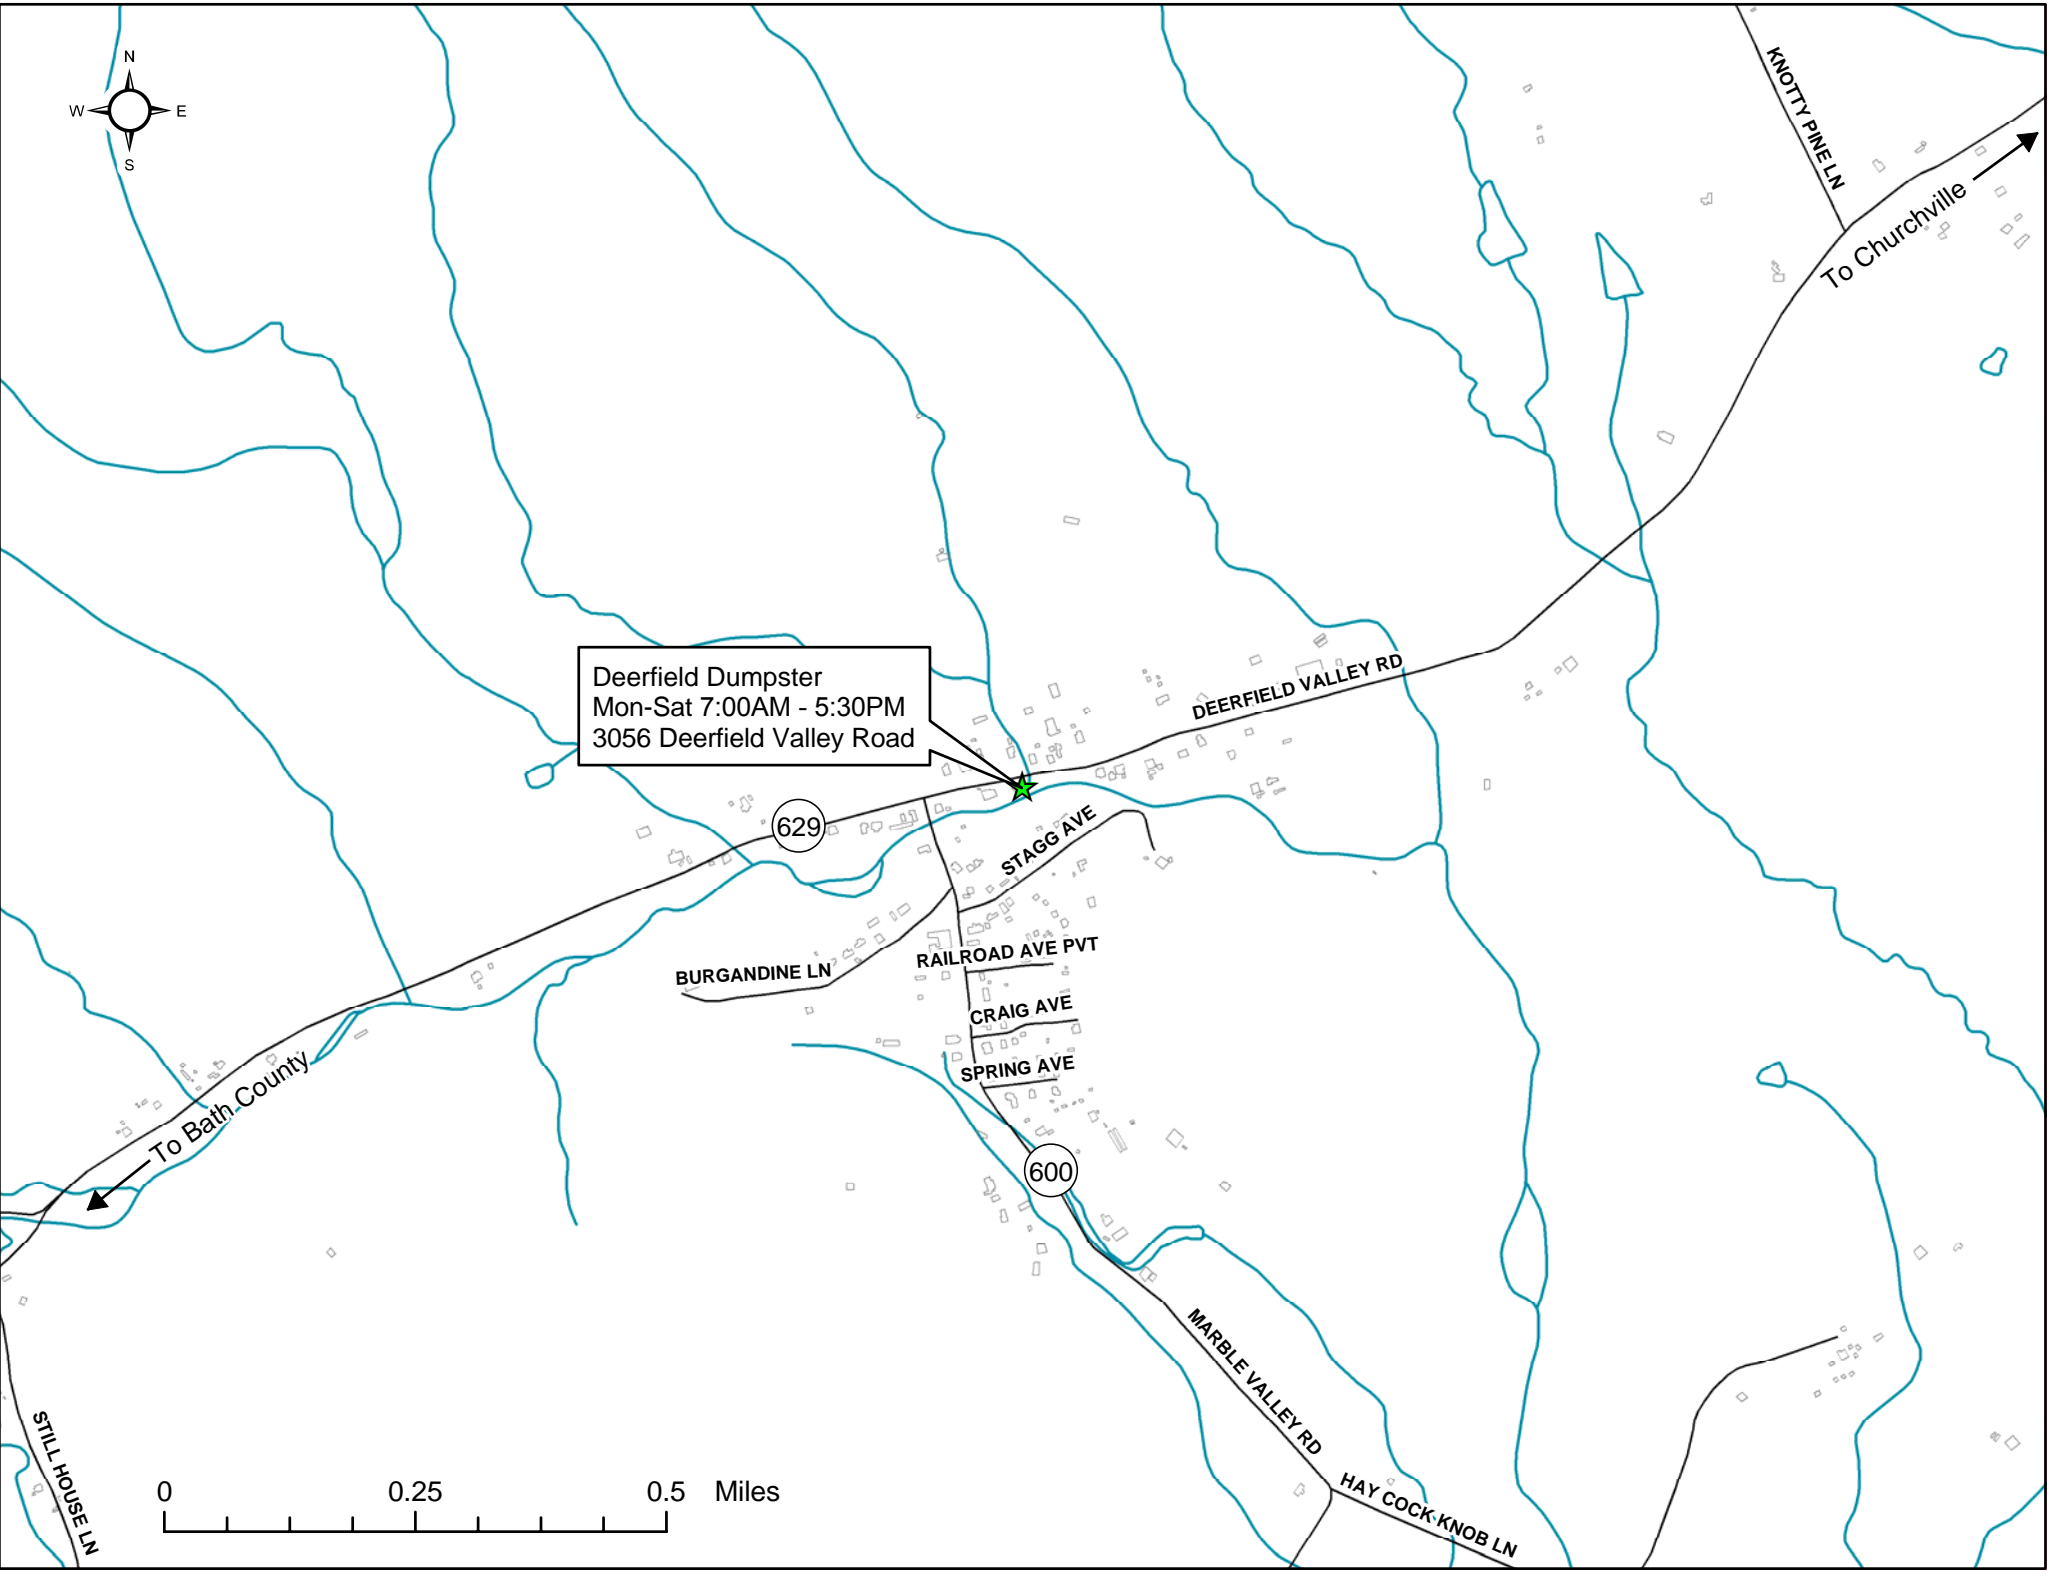 N
W E
S
KNOTTY PINE LN
To Churchville
Deerfield Dumpster
Mon-Sat 7:00AM - 5:30PM
3056 Deerfield Valley Road
DEERFIELD VALLEY RD
629
STAGG AVE
BURGANDINE LN
RAILROAD AVE PVT
CRAIG AVE
SPRING AVE
To Bath County
600
MARBLE VALLEY RD
HAY COCK KNOB LN
STILL HOUSE LN
0 0.25 0.5 Miles